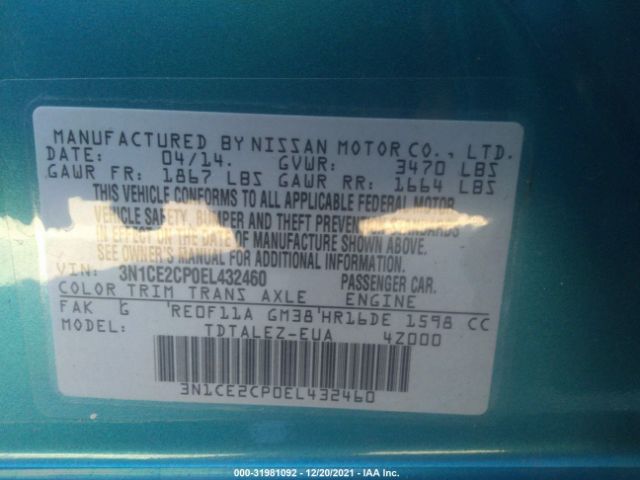 MANUFACTURED BY NISSAN MOTOR CO., LTD.
DATE: 04/14. GVWR: 3470 LBS
GAWR FR: 1867 LBS GAWR RR: 1664 LBS
THIS VEHICLE CONFORMS TO ALL APPLICABLE FEDERAL MOTOR
VEHICLE SAFETY, BUMPER AND THEFT PREVENTION STANDARDS
IN EFFECT ON THE DATE OF MANUFACTURE SHOWN ABOVE.
SEE OWNER'S MANUAL FOR ADDITIONAL INFORMATION
VIN: 3N1CE2CP0EL432460 PASSENGER CAR.
COLOR TRIM TRANS AXLE ENGINE
FAK G RE0F11A GM38 HR16DE 1598 CC
MODEL: TDTALEZ-EUA 4Z000
3N1CE2CP0EL432460
000-31981092 - 12/20/2021 - IAA Inc.